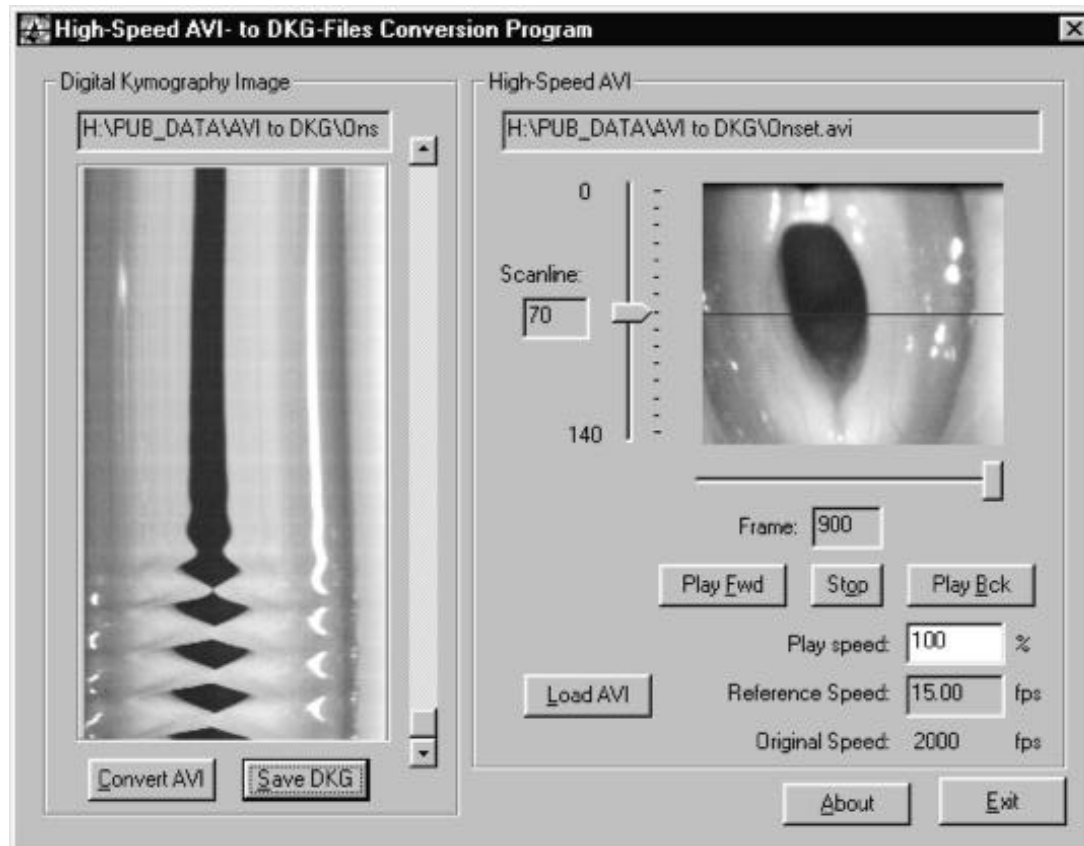 High-Speed AVI- to DKG-Files Conversion Program
Digital Kymography Image
H:\PUB_DATA\AVI to DKG\Ons
Convert AVI
Save DKG
High-Speed AVI
H:\PUB_DATA\AVI to DKG\Onset.avi
0
Scanline:
70
140
Frame: 900
Play Fwd Stop Play Bck
Play speed: 100 %
Load AVI
Reference Speed: 15.00 fps
Original Speed: 2000 fps
About Exit